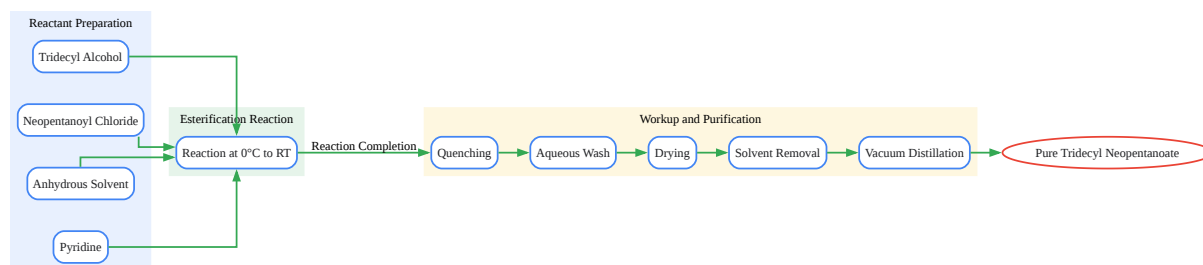 Reactant Preparation
Tridecyl Alcohol
Neopentanoyl Chloride
Anhydrous Solvent
Pyridine
Esterification Reaction
Reaction at 0°C to RT
Reaction Completion
Workup and Purification
Quenching
Aqueous Wash
Drying
Solvent Removal
Vacuum Distillation
Pure Tridecyl Neopentanoate